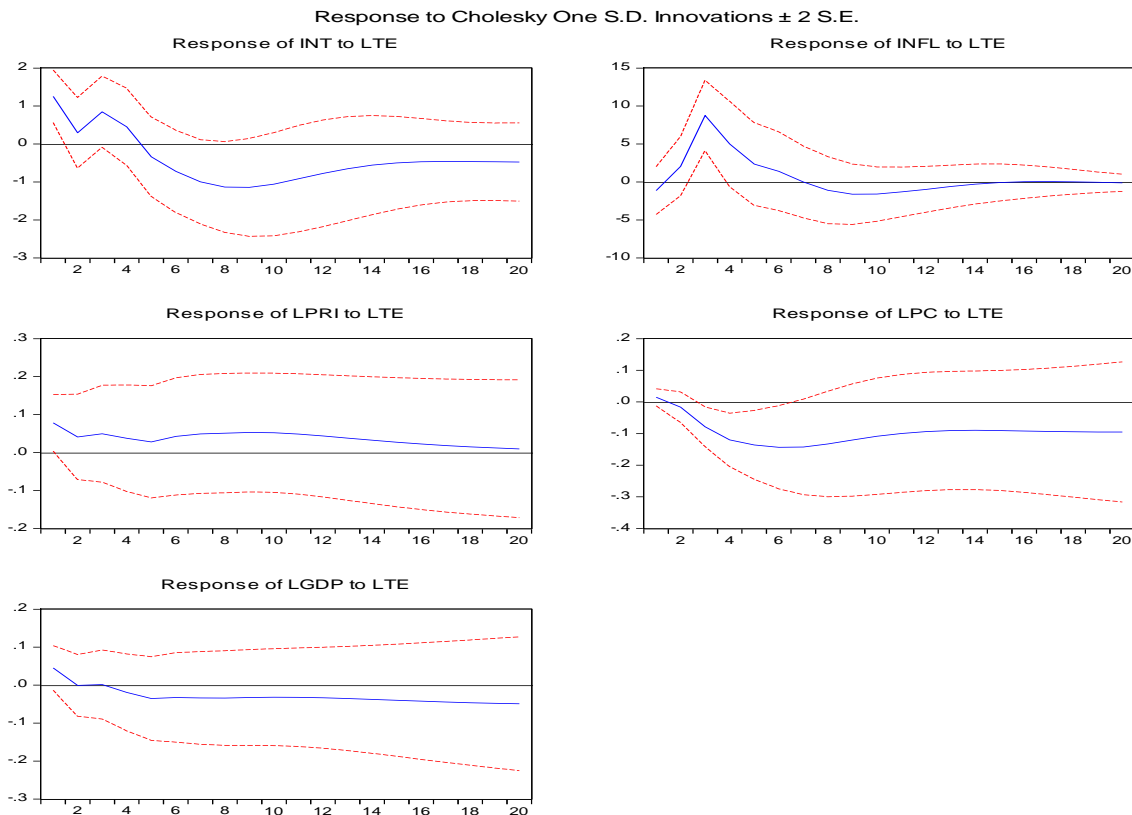 Response to Cholesky One S.D. Innovations ± 2 S.E.
Response of INT to LTE
2
1
0
-1
-2
-3
2 4 6 8 10 12 14 16 18 20
Response of INFL to LTE
15
10
5
0
-5
-10
2 4 6 8 10 12 14 16 18 20
Response of LPRI to LTE
.3
.2
.1
.0
-.1
-.2
2 4 6 8 10 12 14 16 18 20
Response of LPC to LTE
.2
.1
.0
-.1
-.2
-.3
-.4
2 4 6 8 10 12 14 16 18 20
Response of LGDP to LTE
.2
.1
.0
-.1
-.2
-.3
2 4 6 8 10 12 14 16 18 20